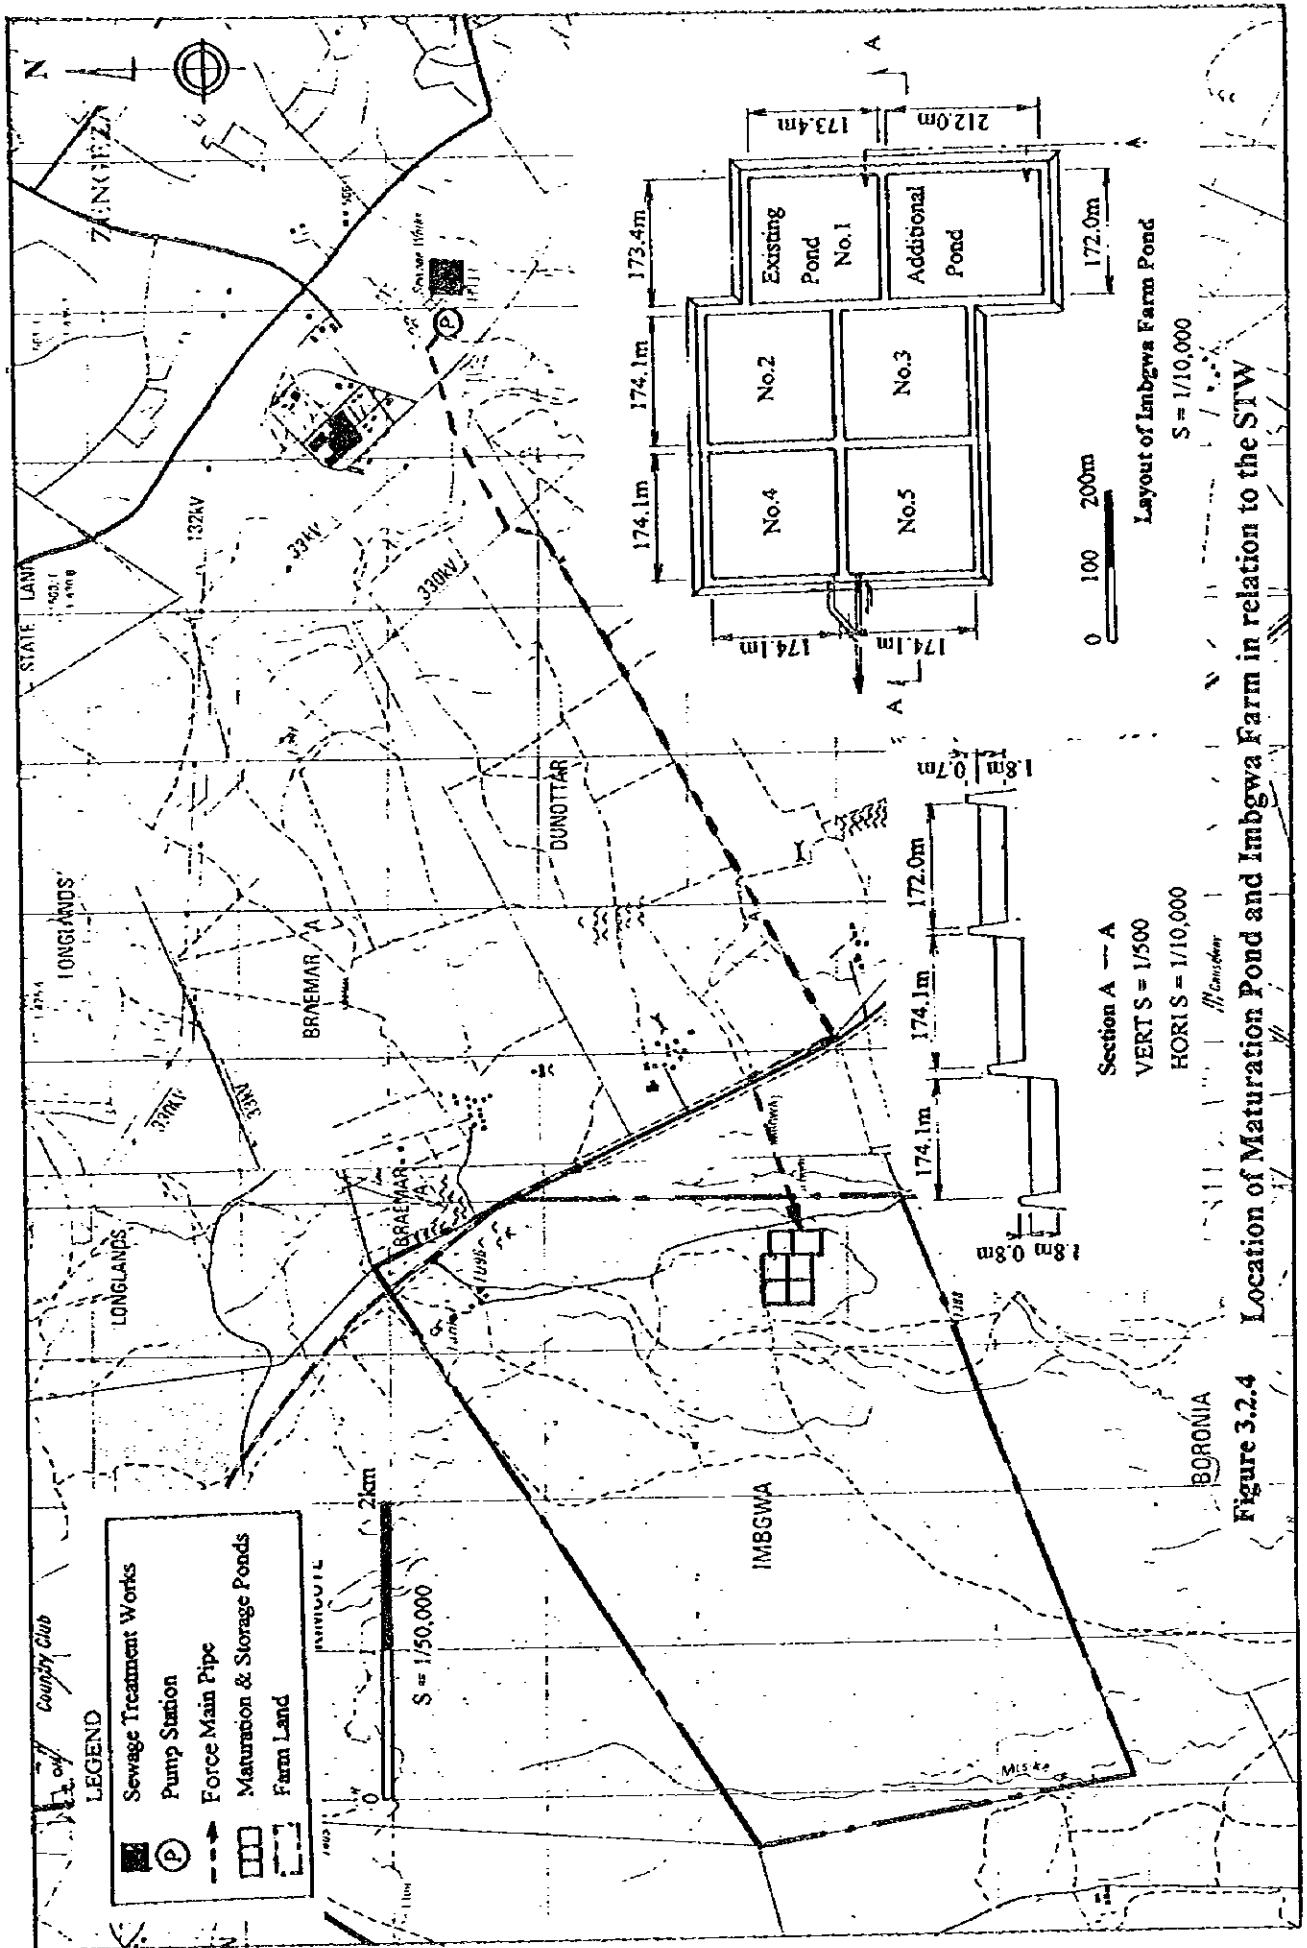 Country Club
LEGEND
Sewage Treatment Works
P Pump Station
Force Main Pipe
Maturation & Storage Ponds
Farm Land
0 1 2km
S = 1/50,000
N
STATE LAND
LONGLANDS
LONGLANDS
132kV
33kV
330kV
330kV
33kV
BRAEMAR A
BRAEMAR
A
DUNOTTAR
P
IMBGWA
BORONIA
173.4m
174.1m
174.1m
173.4m
212.0m
Existing
Pond
No.1
Additional
Pond
No.2
No.3
No.4
No.5
172.0m
174.1m
174.1m
A
A
A
0 100 200m
Layout of Imbgwa Farm Pond
S = 1/10,000
174.1m
174.1m
172.0m
0.8m
1.8m 0.7m
Section A — A
VERT S = 1/500
HORI S = 1/10,000
Figure 3.2.4 Location of Maturation Pond and Imbgwa Farm in relation to the STW